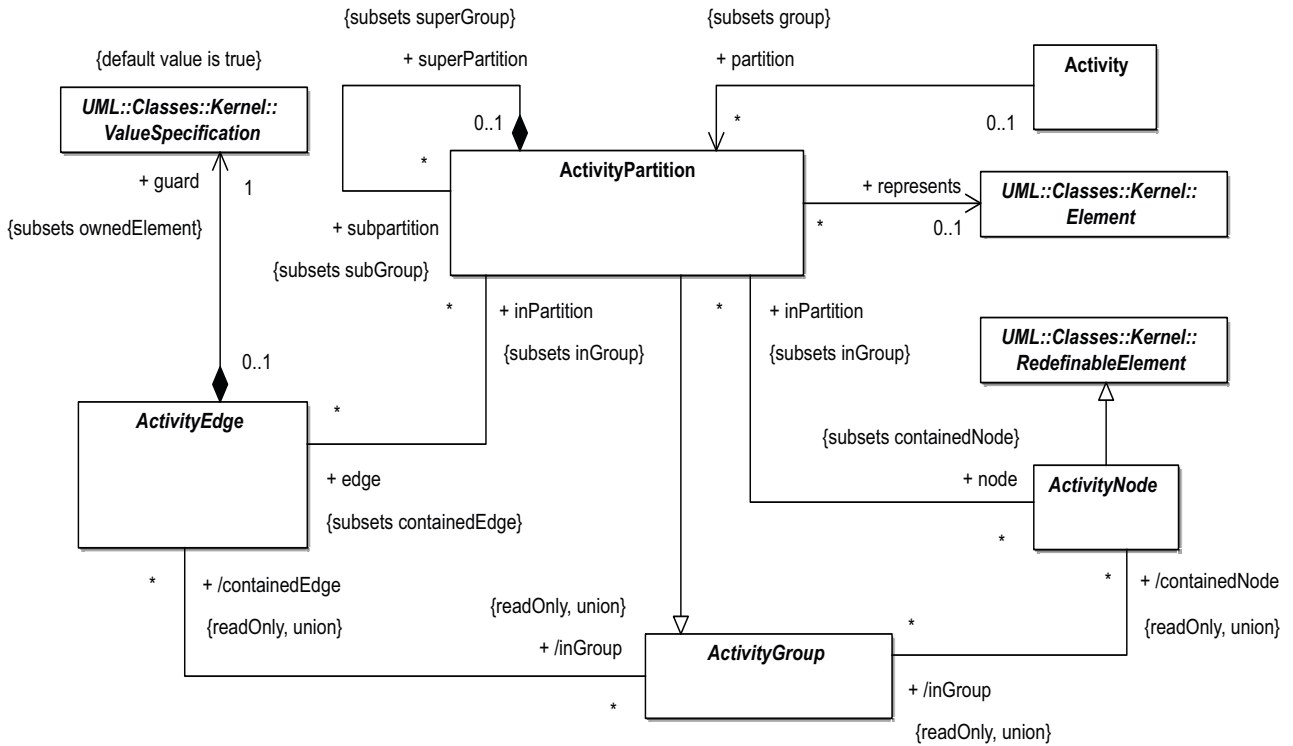 {subsets superGroup}
{subsets group}
{default value is true}
+ superPartition
+ partition
Activity
UML::Classes::Kernel::
ValueSpecification
0..1
*
0..1
*
ActivityPartition
+ guard
1
+ represents
UML::Classes::Kernel::
Element
{subsets ownedElement}
+ subpartition
*
0..1
{subsets subGroup}
*
+ inPartition
*
+ inPartition
{subsets inGroup}
{subsets inGroup}
UML::Classes::Kernel::
RedefinableElement
0..1
ActivityEdge
*
{subsets containedNode}
+ edge
+ node
ActivityNode
{subsets containedEdge}
*
*
+ /containedEdge
*
+ /containedNode
{readOnly, union}
{readOnly, union}
{readOnly, union}
*
+ /inGroup
ActivityGroup
*
+ /inGroup
{readOnly, union}